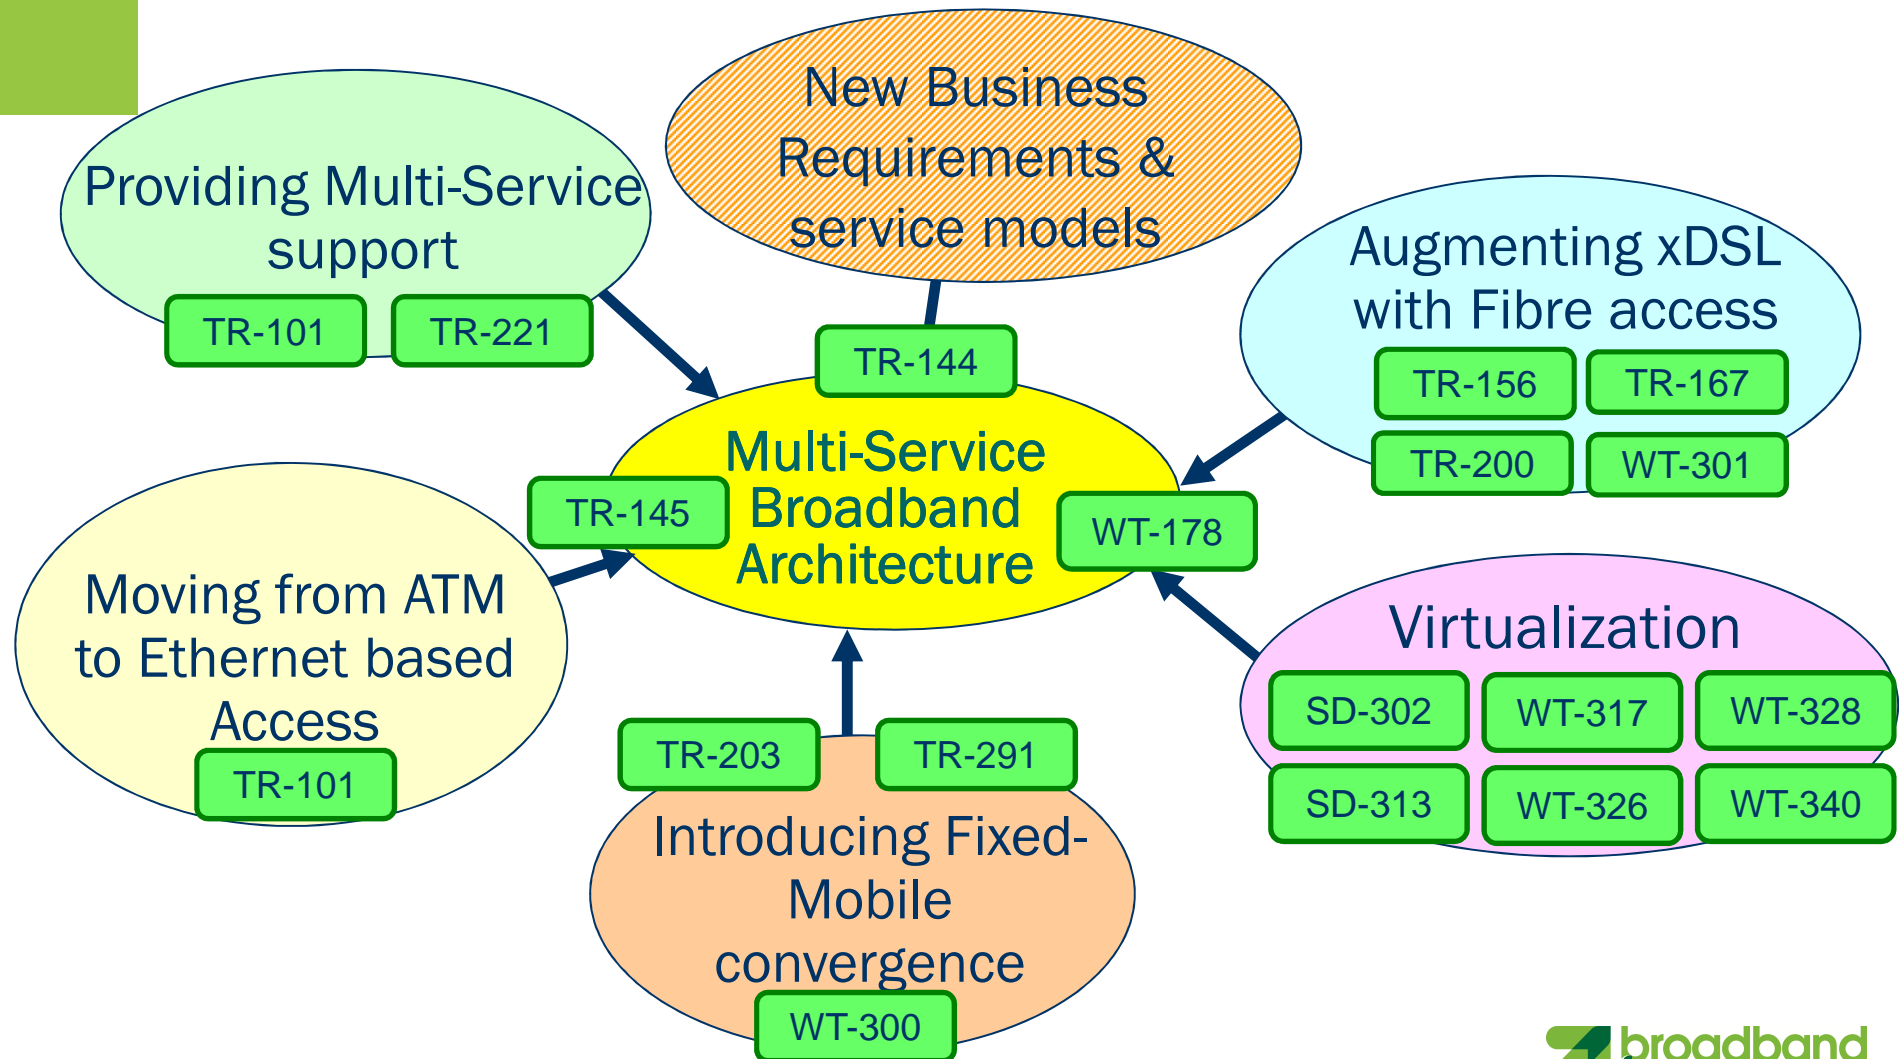 New Business
Requirements &
service models
Providing Multi-Service
support
TR-101
TR-221
TR-144
Augmenting xDSL
with Fibre access
TR-156
TR-167
TR-200
WT-301
Multi-Service
Broadband
Architecture
TR-145
WT-178
Moving from ATM
to Ethernet based
Access
TR-101
Virtualization
SD-302
WT-317
WT-328
SD-313
WT-326
WT-340
TR-203
TR-291
Introducing Fixed-
Mobile
convergence
WT-300
broadband